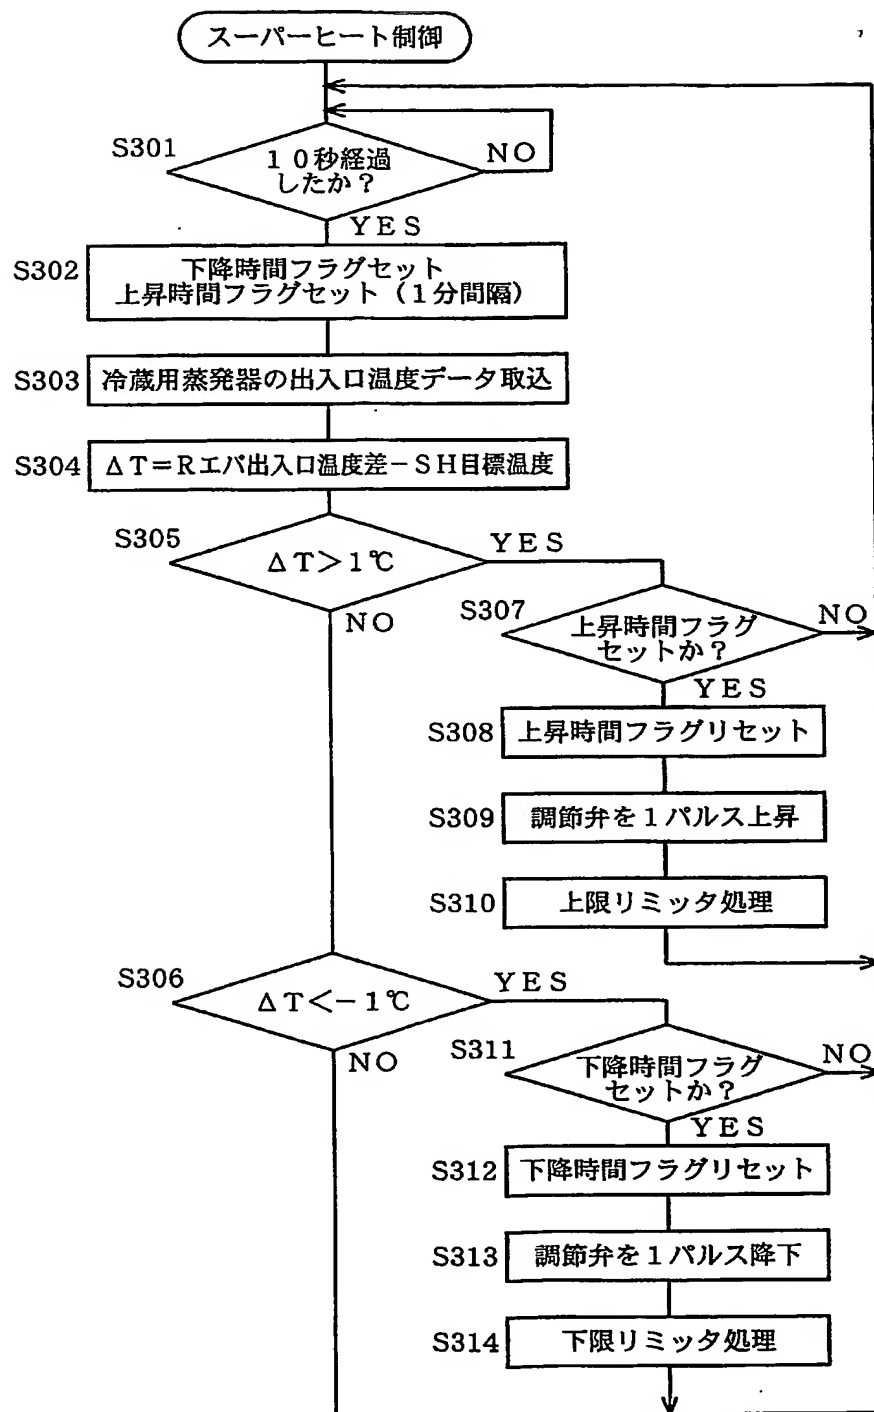 スーパーヒート制御
S301
１０秒経過
したか？
NO
YES
S302
下降時間フラグセット
上昇時間フラグセット（1分間隔）
S303
冷蔵用蒸発器の出入口温度データ取込
S304
ΔT＝Rエバ出入口温度差－SH目標温度
S305
ΔT＞1℃
YES
NO
S307
上昇時間フラグ
セットか？
NO
YES
S308
上昇時間フラグリセット
S309
調節弁を1パルス上昇
S310
上限リミッタ処理
S306
ΔT＜－1℃
YES
NO
S311
下降時間フラグ
セットか？
NO
YES
S312
下降時間フラグリセット
S313
調節弁を1パルス降下
S314
下限リミッタ処理